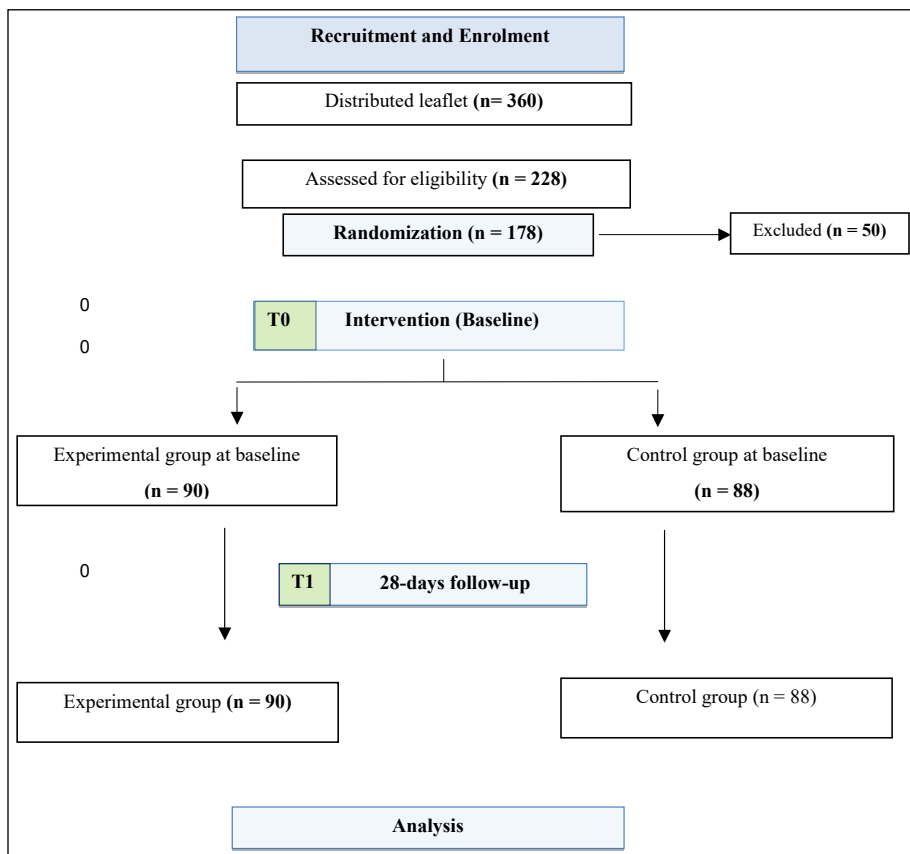 Recruitment and Enrolment
Distributed leaflet (n= 360)
Assessed for eligibility (n = 228)
Randomization (n = 178)
Excluded (n = 50)
0
T0
Intervention (Baseline)
0
Experimental group at baseline
(n = 90)
Control group at baseline
(n = 88)
0
T1
28-days follow-up
Experimental group (n = 90)
Control group (n = 88)
Analysis